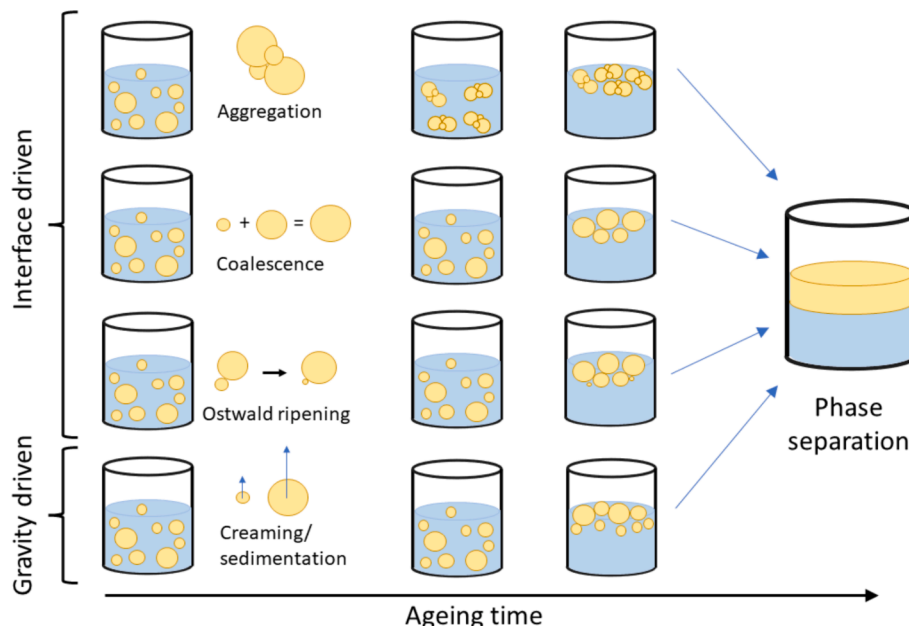 Interface driven
Aggregation
+ =
Coalescence
Ostwald ripening
Gravity driven
Creaming/
sedimentation
Phase
separation
Ageing time